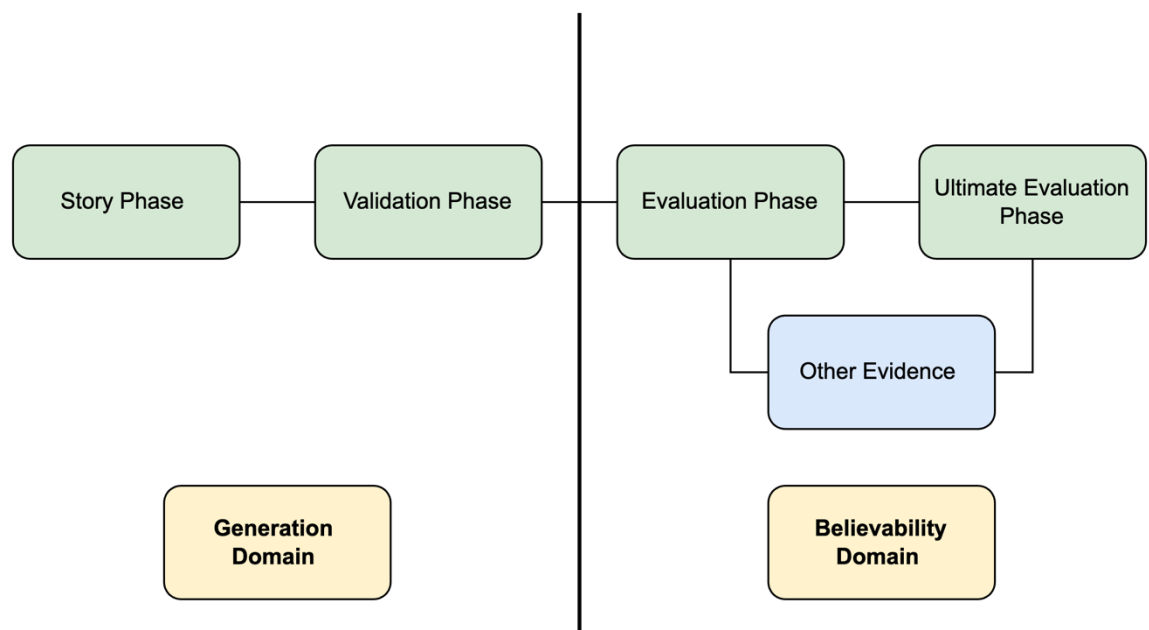 Story Phase
Validation Phase
Evaluation Phase
Ultimate Evaluation
Phase
Other Evidence
Generation
Domain
Believability
Domain